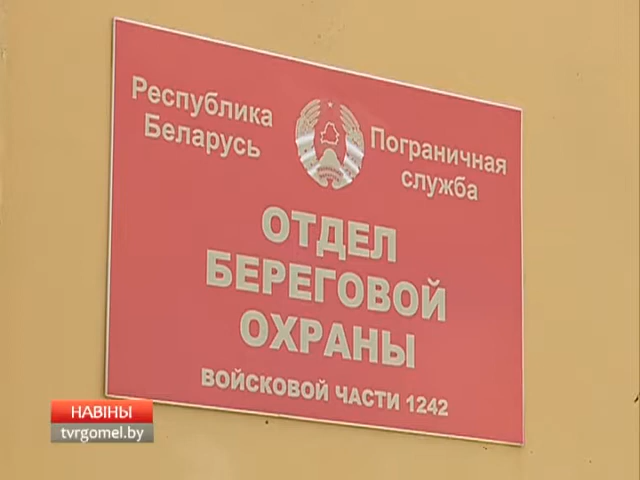 Республика
Беларусь
Пограничная
служба
ОТДЕЛ
БЕРЕГОВОЙ
ОХРАНЫ
ВОЙСКОВОЙ ЧАСТИ 1242
НАВІНЫ
tvrgomel.by